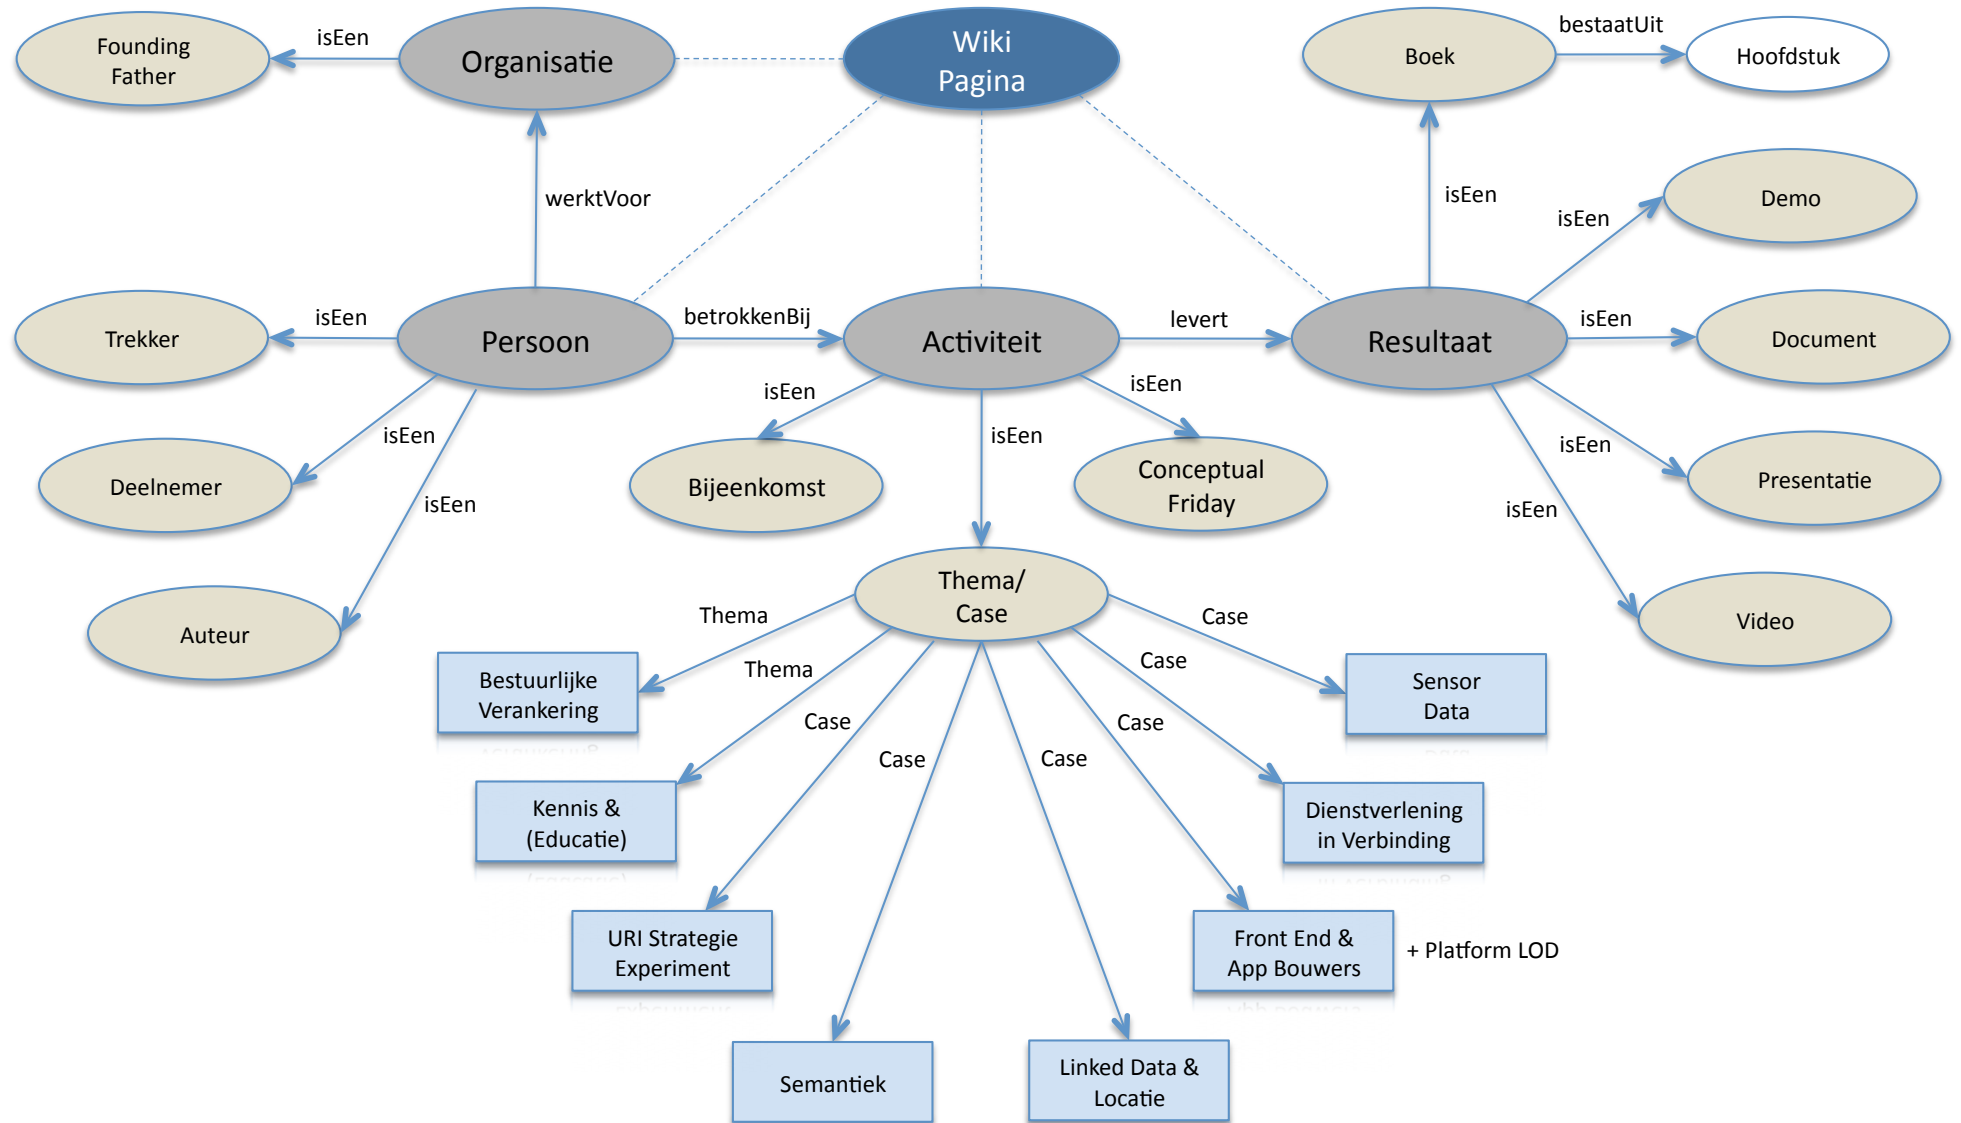 Founding
Father
isEen
Organisatie
Wiki
Pagina
Boek
bestaatUit
Hoofdstuk
werktVoor
isEen
isEen
Demo
Trekker
isEen
Persoon
betrokkenBij
Activiteit
levert
Resultaat
isEen
Document
isEen
isEen
isEen
isEen
isEen
Deelnemer
Bijeenkomst
Conceptual
Friday
Presentatie
isEen
isEen
Auteur
Thema/
Case
Video
Thema
Case
Bestuurlijke
Verankering
Thema
Case
Sensor
Data
Case
Case
Case
Case
Kennis &
(Educatie)
Dienstverlening
in Verbinding
URI Strategie
Experiment
Front End &
App Bouwers
+ Platform LOD
Semantiek
Linked Data &
Locatie